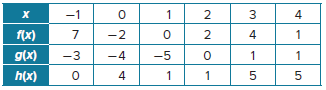 x −1 0 1 2 3 4
f(x) 7 −2 0 2 4 1
g(x) −3 −4 −5 0 1 1
h(x) 0 4 1 1 5 5